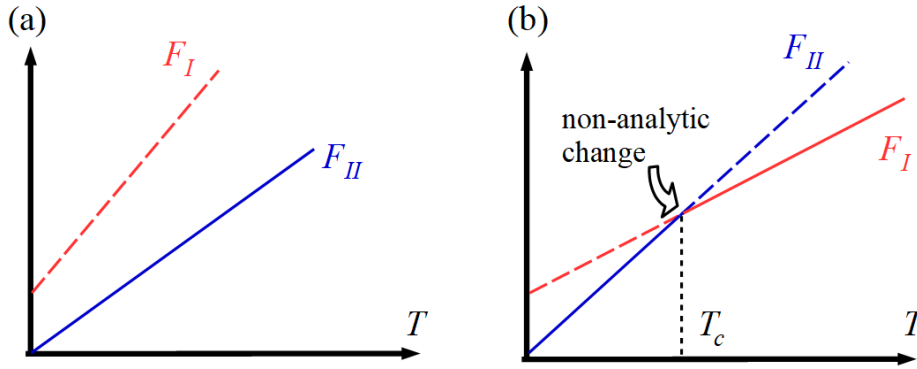 (a)
F_I
F_II
T
(b)
F_II
non-analytic
change
F_I
T_c
T